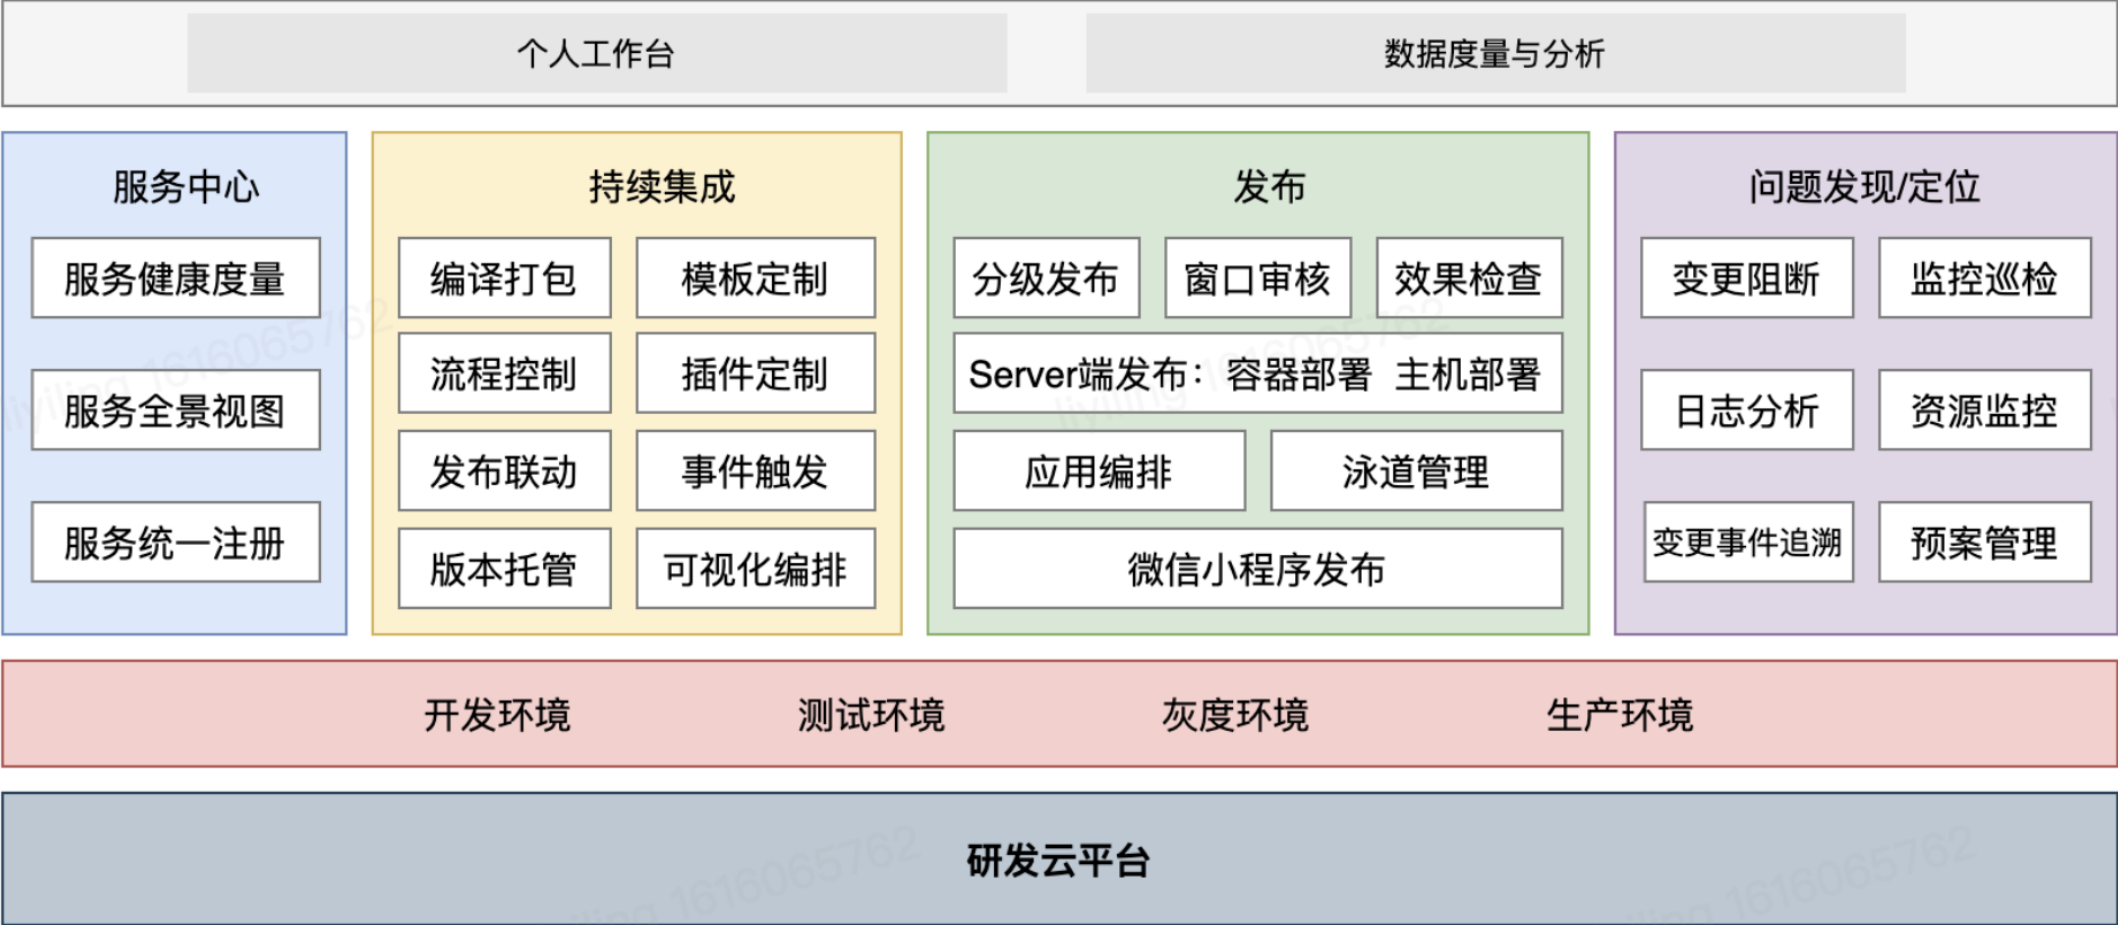 个人工作台
数据度量与分析
服务中心
服务健康度量
服务全景视图
服务统一注册
持续集成
编译打包
模板定制
流程控制
插件定制
发布联动
事件触发
版本托管
可视化编排
发布
分级发布
窗口审核
效果检查
Server端发布：容器部署 主机部署
应用编排
泳道管理
微信小程序发布
问题发现/定位
变更阻断
监控巡检
日志分析
资源监控
变更事件追溯
预案管理
开发环境
测试环境
灰度环境
生产环境
研发云平台
liyiling 1616065762
liyiling 1616065762
yiling 1616065762
iling 1616065762